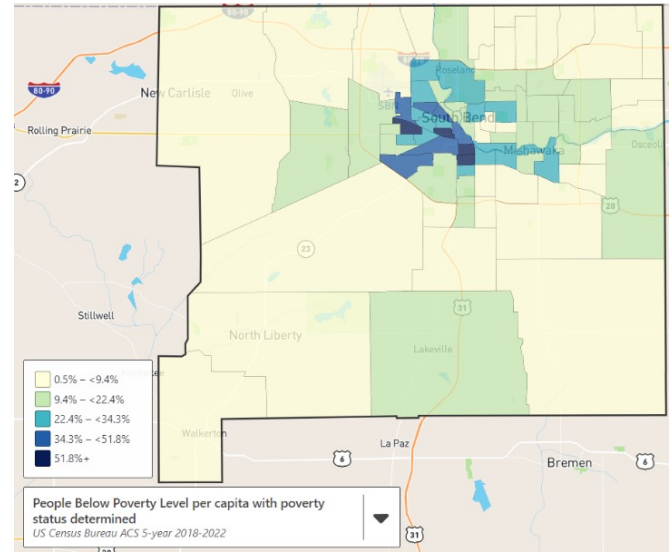 80-90
80-90
New Carlisle
Olive
Roseland
SBN
South Bend
Rolling Prairie
Mishawaka
Osceola
2
20
23
31
Stillwell
North Liberty
Lakeville
0.5% – <9.4%
9.4% – <22.4%
22.4% – <34.3%
34.3% – <51.8%
51.8%+
Walkerton
La Paz
6
6
Bremen
People Below Poverty Level per capita with poverty
status determined
US Census Bureau ACS 5-year 2018-2022
31